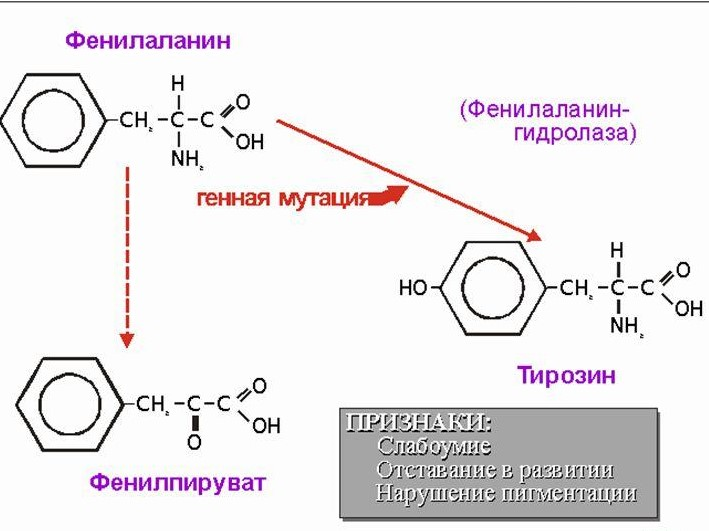 Фенилаланин
H
CH₂-C-C
O
OH
NH₂
(Фенилаланин-
гидролаза)
генная мутация
H
HO
CH₂-C-C
O
OH
NH₂
Тирозин
CH₂-C-C
O
OH
O
Фенилпируват
ПРИЗНАКИ:
Слабоумие
Отставание в развитии
Нарушение пигментации